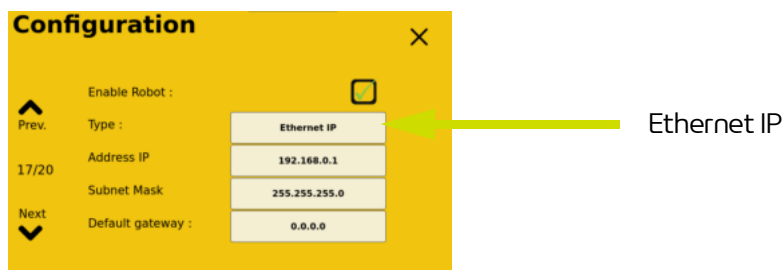 Configuration
Enable Robot :
Prev.
Type :
Ethernet IP
Ethernet IP
17/20
Address IP
192.168.0.1
Subnet Mask
255.255.255.0
Next
Default gateway :
0.0.0.0